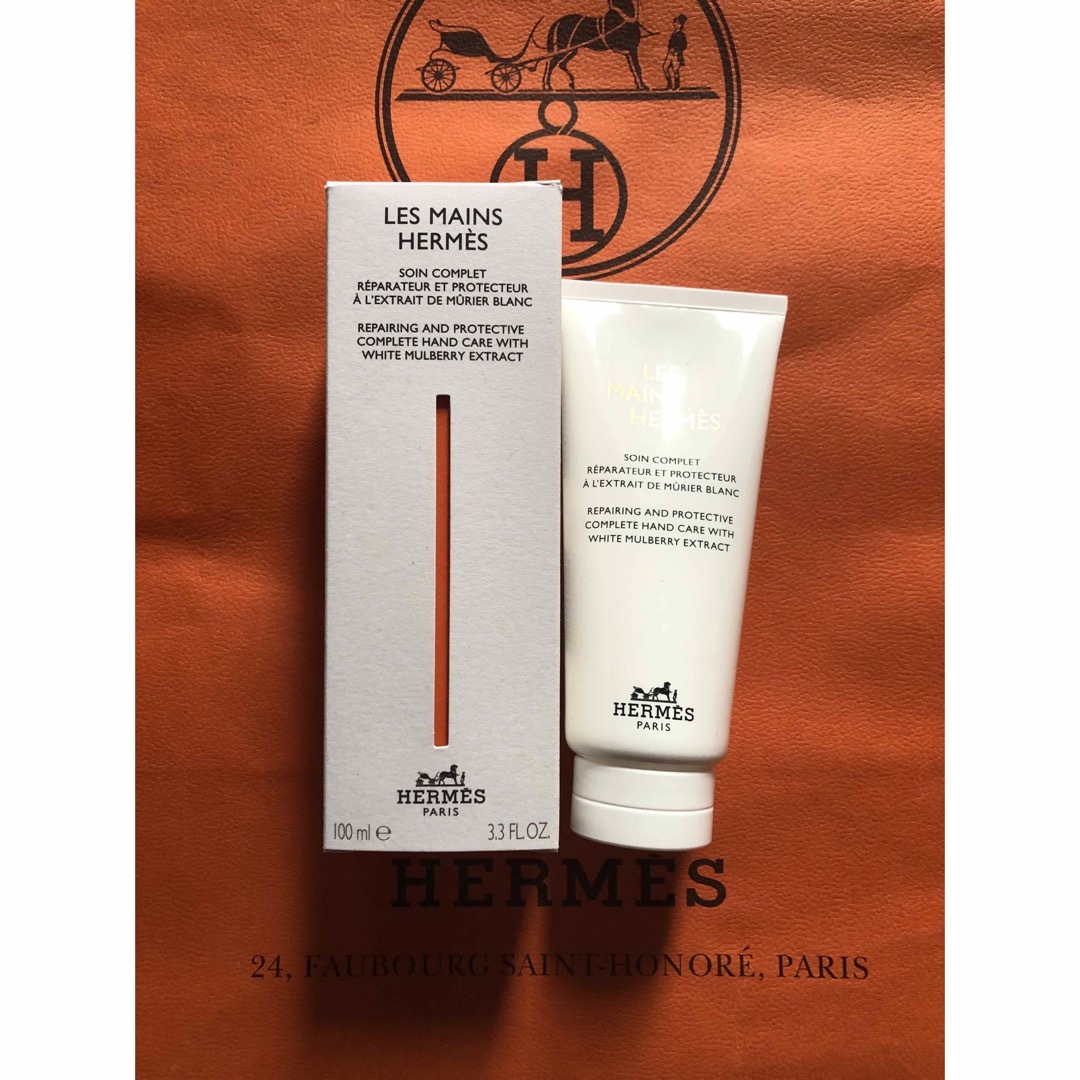 H
LES MAINS
HERMÈS
SOIN COMPLET
RÉPARATEUR ET PROTECTEUR
À L'EXTRAIT DE MÛRIER BLANC
REPAIRING AND PROTECTIVE
COMPLETE HAND CARE WITH
WHITE MULBERRY EXTRACT
HERMÈS
PARIS
100 ml ℮
3.3 FL.OZ.
LES
MAINS
HERMÈS
SOIN COMPLET
RÉPARATEUR ET PROTECTEUR
À L'EXTRAIT DE MÛRIER BLANC
REPAIRING AND PROTECTIVE
COMPLETE HAND CARE WITH
WHITE MULBERRY EXTRACT
HERMÈS
PARIS
HERMÈS
24, FAUBOURG SAINT-HONORÉ, PARIS